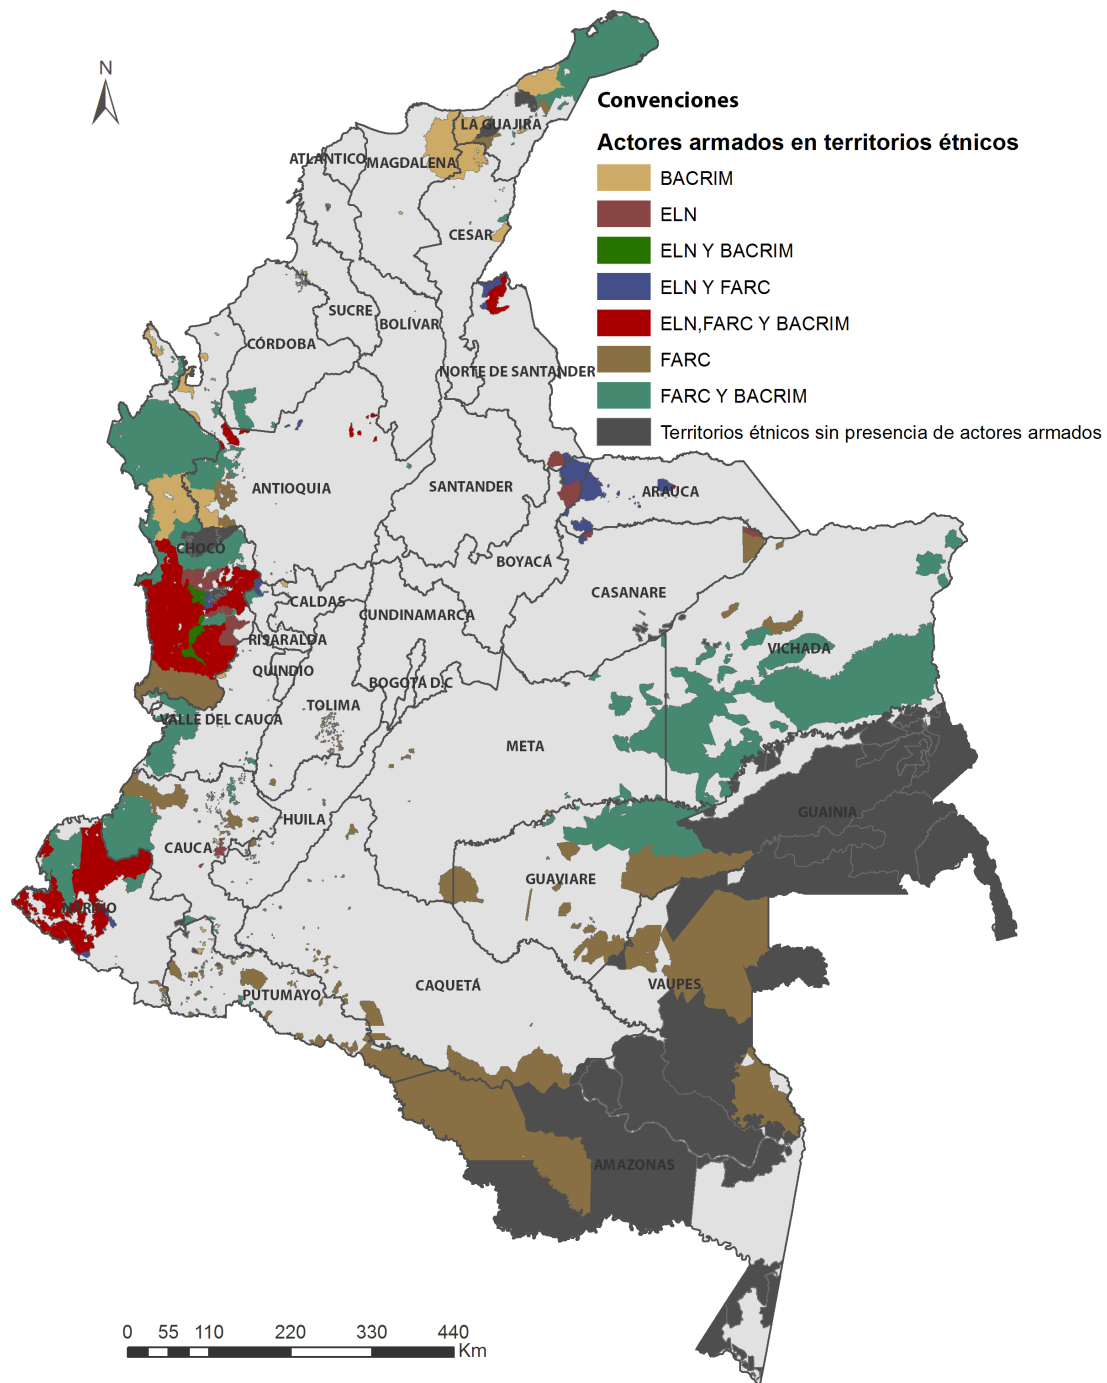 N
Convenciones
Actores armados en territorios étnicos
BACRIM
ELN
ELN Y BACRIM
ELN Y FARC
ELN,FARC Y BACRIM
FARC
FARC Y BACRIM
Territorios étnicos sin presencia de actores armados
LA GUAJIRA
ATLANTICO
MAGDALENA
CESAR
SUCRE
BOLÍVAR
CÓRDOBA
NORTE DE SANTANDER
ANTIOQUIA
SANTANDER
ARAUCA
CHOCÓ
BOYACÁ
CASANARE
CALDAS
CUNDINAMARCA
RISARALDA
VICHADA
QUINDIO
BOGOTÁ D.C
TOLIMA
VALLE DEL CAUCA
META
GUAINIA
HUILA
CAUCA
GUAVIARE
NARIÑO
VAUPES
CAQUETÁ
PUTUMAYO
AMAZONAS
0 55 110 220 330 440
Km